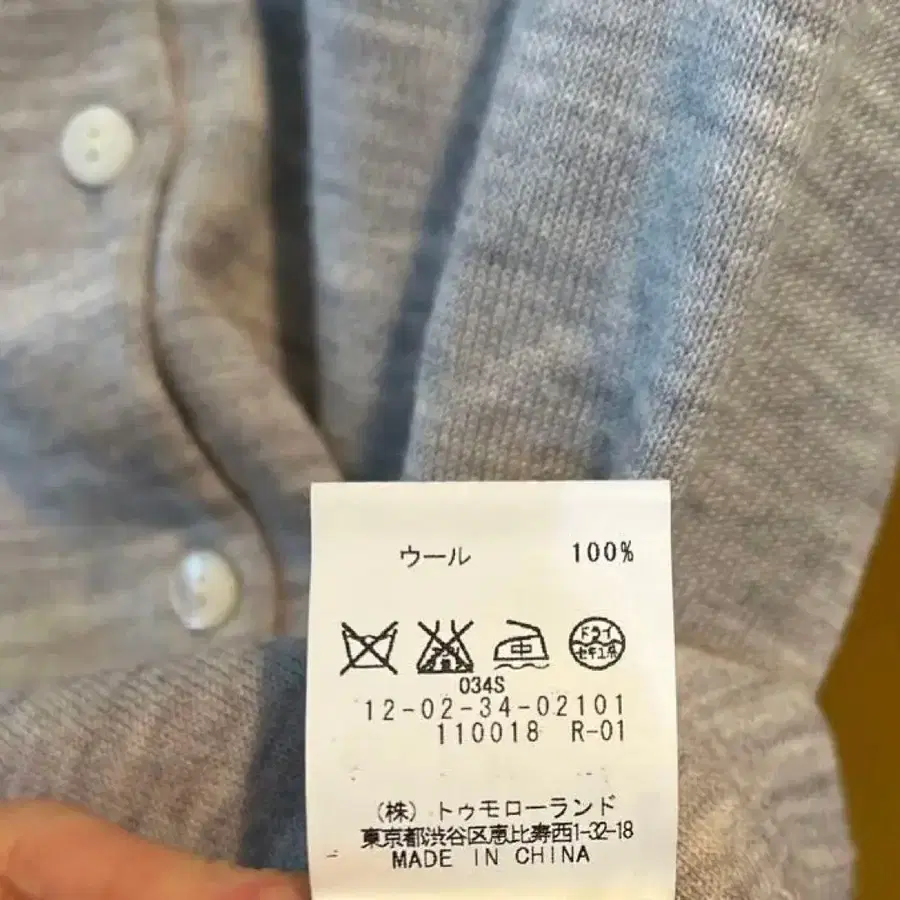 ウール 100%
中 ドライ
セキユ系
034S
12-02-34-02101
110018 R-01
(株) トゥモローランド
東京都渋谷区恵比寿西1-32-18
MADE IN CHINA